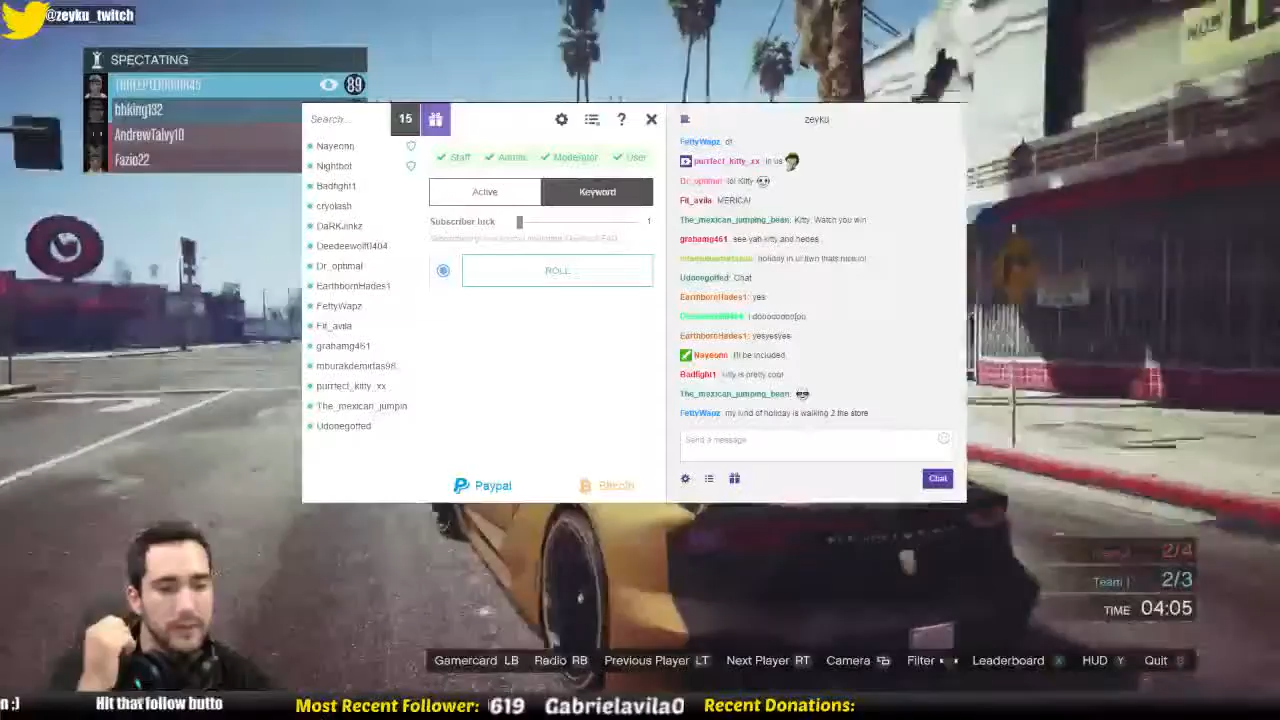 @zeyku_twitch
SPECTATING
89
bhking132
AndrewTalvy10
Fazio22
Search...
15
Nayeonn
Nightbot
Badfight1
cryolash
DaRKJinkz
Deedeewolf0404
Dr_optimal
EarthbornHades1
FettyWapz
Fit_avila
grahamg461
mburakdemirtas98...
purrfect_kitty_xx
The_mexican_jumpin
Udonegoffed
Staff Admin Moderator User
Active Keyword
Subscriber luck 1
ROLL
Paypal Bitcoin
zeyku
FettyWapz:
purrfect_kitty_xx: in us
Dr_optimal: lol Kitty
Fit_avila: MERICA!
The_mexican_jumping_bean: Kitty. Watch you win
grahamg461: see yah kitty and hedes
Udonegoffed: Chat
EarthbornHades1: yes
EarthbornHades1: yesyesyes
Nayeonn: I'll be included
Badfight1: kitty is pretty cool
The_mexican_jumping_bean:
FettyWapz: my kind of holiday is walking 2 the store
Send a message
Chat
2/4
Team 2/3
TIME 04:05
Gamercard LB Radio RB Previous Player LT Next Player RT Camera Filter Leaderboard X HUD Y Quit B
n :) Hit that follow butto
Most Recent Follower: 619 Gabrielavila0 Recent Donations: